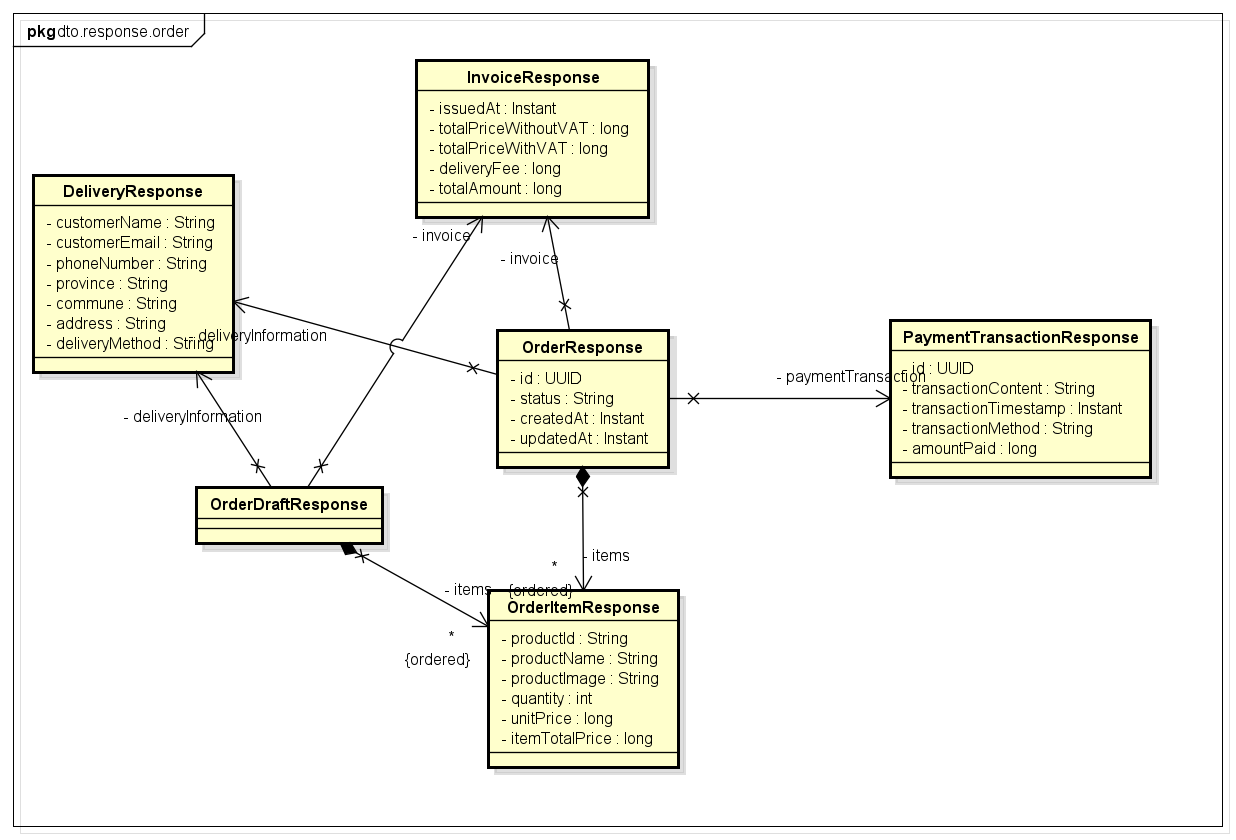 pkg dto.response.order
InvoiceResponse
- issuedAt : Instant
- totalPriceWithoutVAT : long
- totalPriceWithVAT : long
- deliveryFee : long
- totalAmount : long
DeliveryResponse
- customerName : String
- customerEmail : String
- phoneNumber : String
- province : String
- commune : String
- address : String
- deliveryMethod : String
- invoice
- invoice
- deliveryInformation
- deliveryInformation
OrderResponse
- id : UUID
- status : String
- createdAt : Instant
- updatedAt : Instant
- paymentTransaction
PaymentTransactionResponse
- id : UUID
- transactionContent : String
- transactionTimestamp : Instant
- transactionMethod : String
- amountPaid : long
OrderDraftResponse
- items
*
{ordered}
- items
*
{ordered}
OrderItemResponse
- productId : String
- productName : String
- productImage : String
- quantity : int
- unitPrice : long
- itemTotalPrice : long